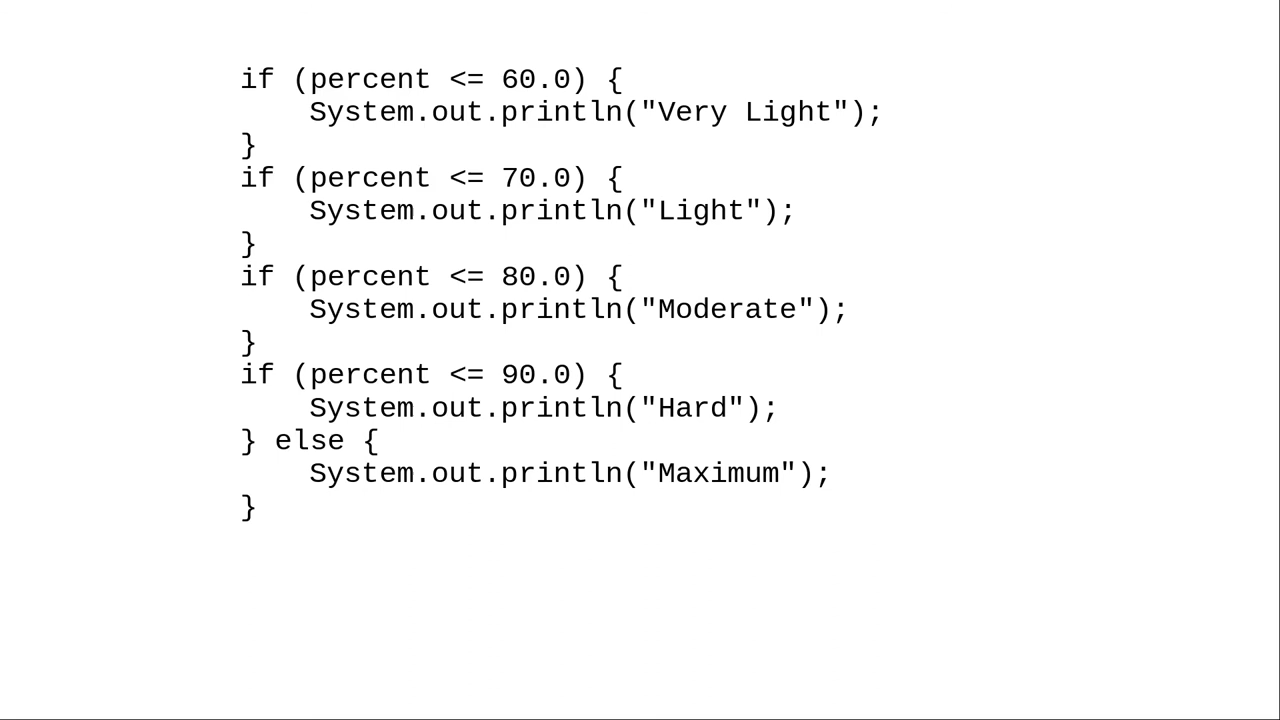 if (percent <= 60.0) {
    System.out.println("Very Light");
}
if (percent <= 70.0) {
    System.out.println("Light");
}
if (percent <= 80.0) {
    System.out.println("Moderate");
}
if (percent <= 90.0) {
    System.out.println("Hard");
} else {
    System.out.println("Maximum");
}